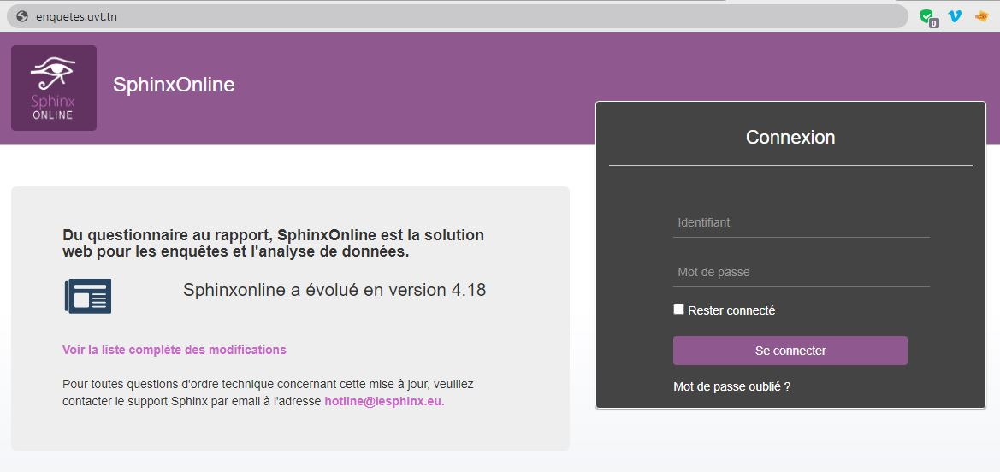 enquetes.uvt.tn
0
Sphinx
ONLINE
SphinxOnline
Connexion
Identifiant
Mot de passe
Rester connecté
Se connecter
Mot de passe oublié ?
Du questionnaire au rapport, SphinxOnline est la solution
web pour les enquêtes et l'analyse de données.
Sphinxonline a évolué en version 4.18
Voir la liste complète des modifications
Pour toutes questions d'ordre technique concernant cette mise à jour, veuillez
contacter le support Sphinx par email à l'adresse hotline@lesphinx.eu.